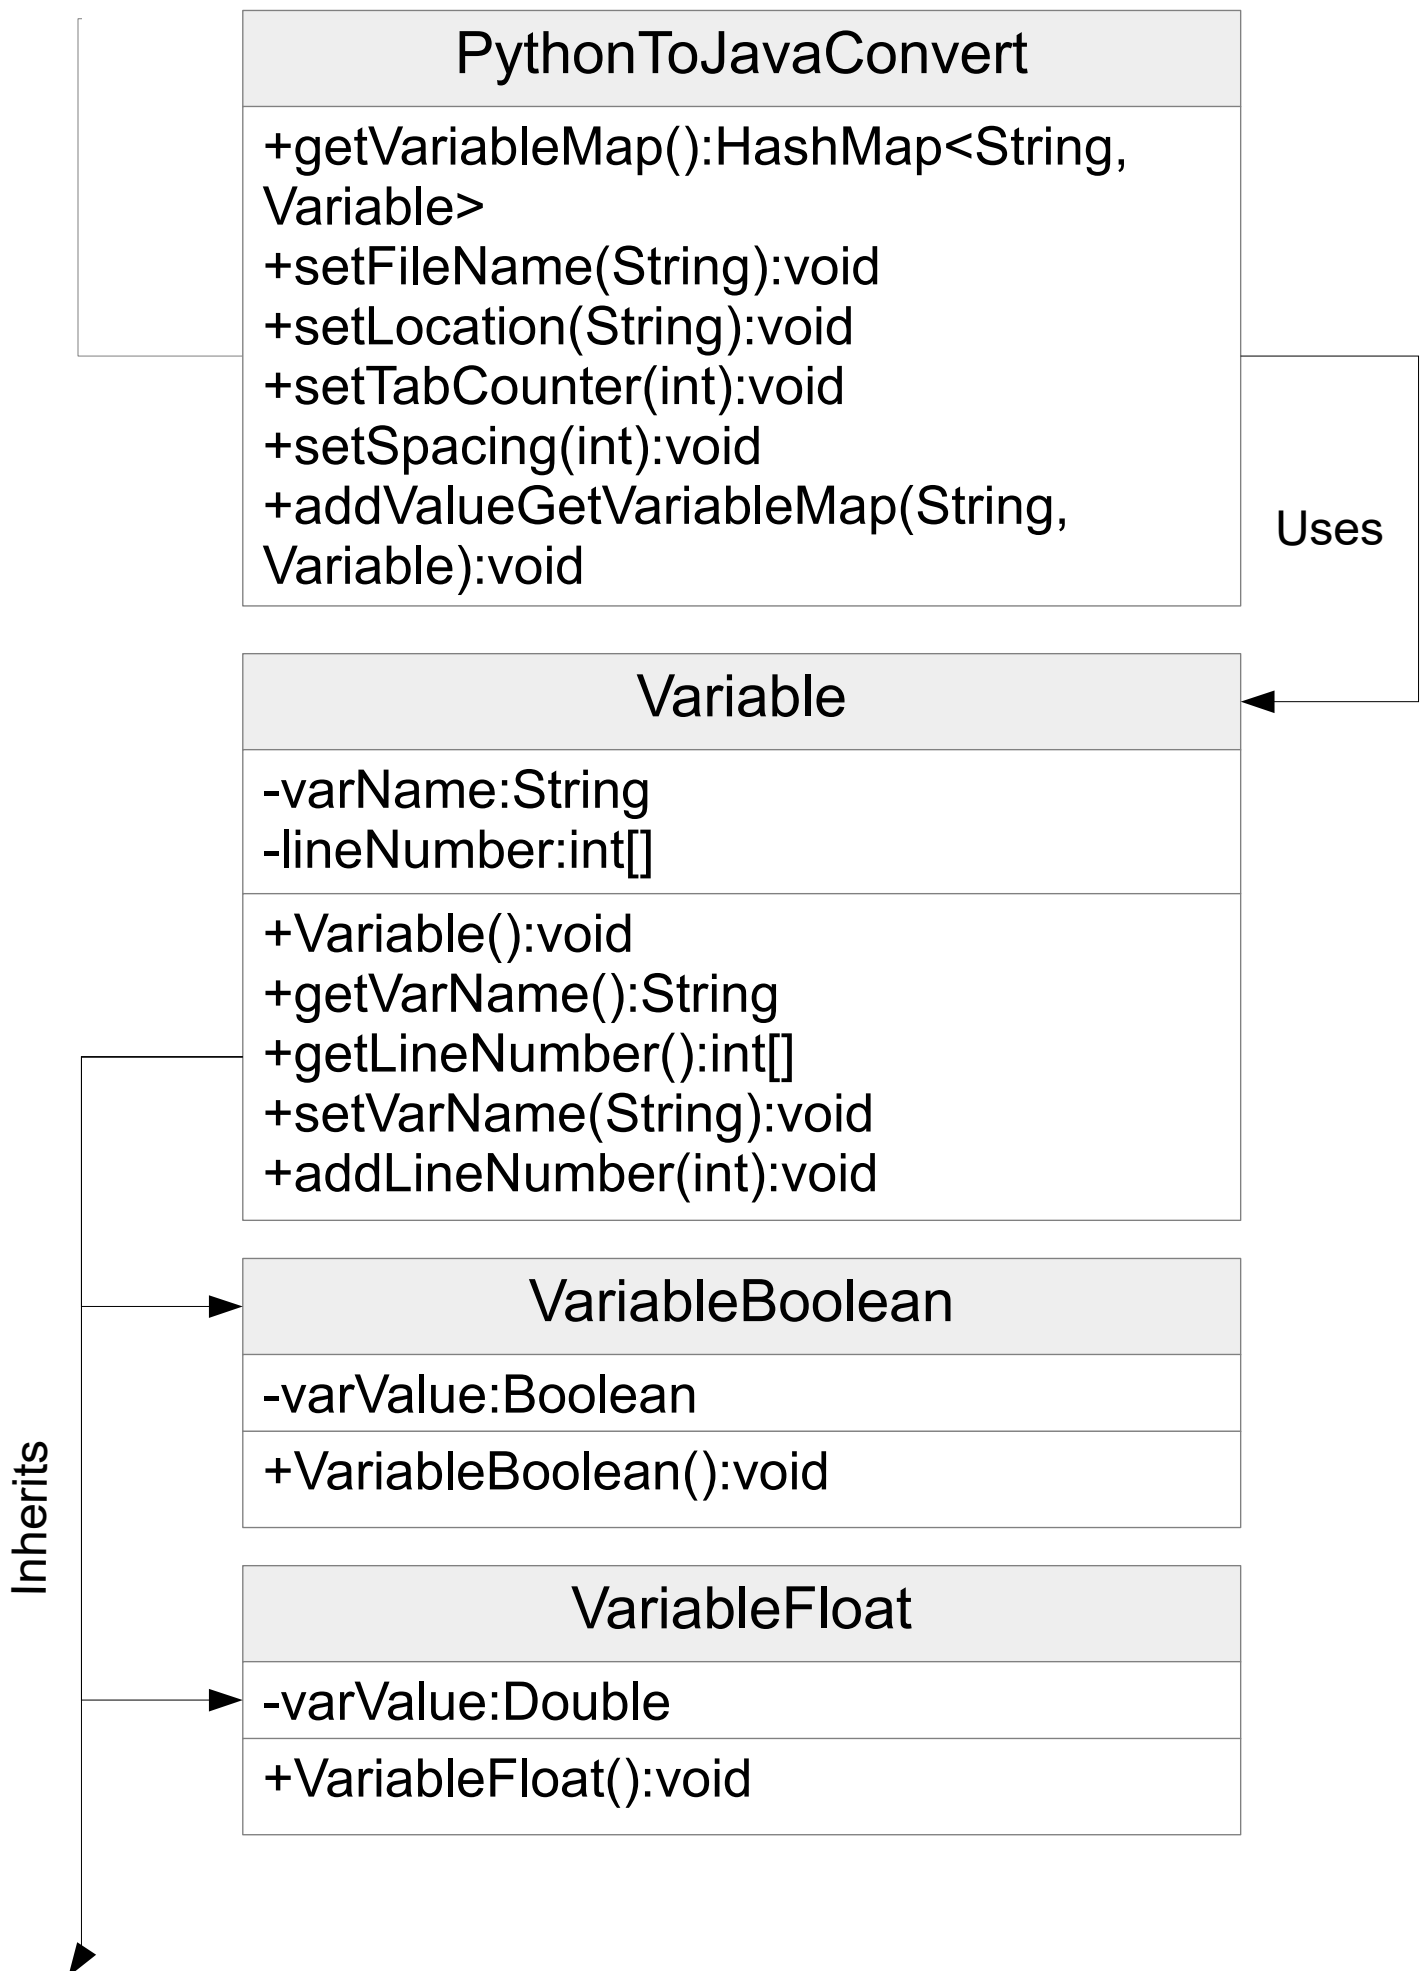 PythonToJavaConvert
+getVariableMap():HashMap<String,
Variable>
+setFileName(String):void
+setLocation(String):void
+setTabCounter(int):void
+setSpacing(int):void
+addValueGetVariableMap(String,
Variable):void
Uses
Variable
-varName:String
-lineNumber:int[]
+Variable():void
+getVarName():String
+getLineNumber():int[]
+setVarName(String):void
+addLineNumber(int):void
VariableBoolean
-varValue:Boolean
+VariableBoolean():void
Inherits
VariableFloat
-varValue:Double
+VariableFloat():void